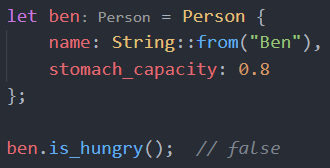 let ben: Person = Person {
    name: String::from("Ben"),
    stomach_capacity: 0.8
};

ben.is_hungry();  // false